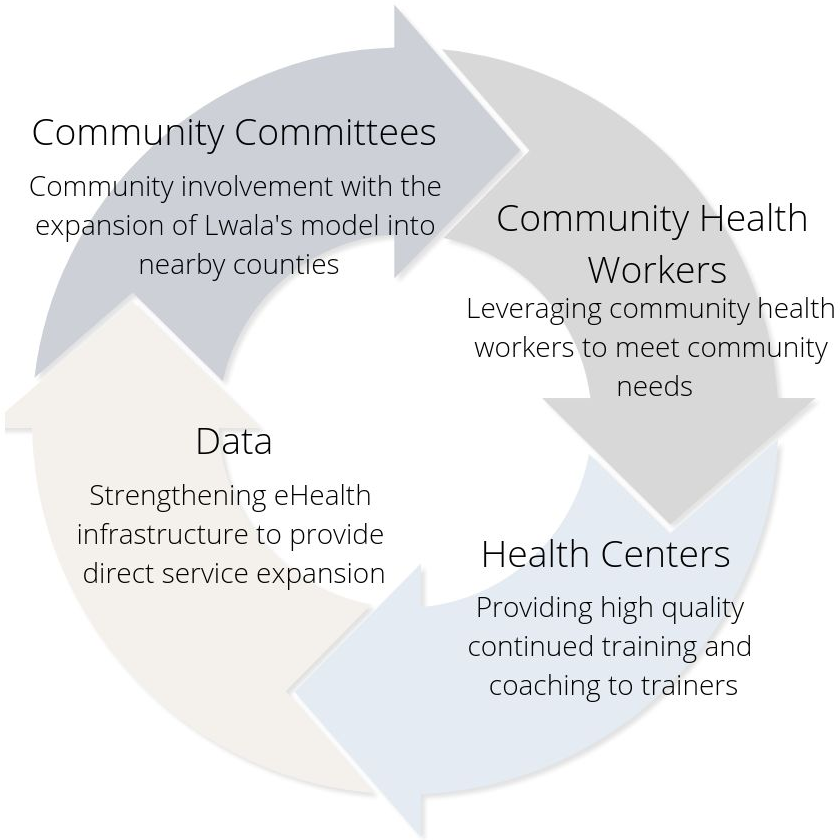 Community Committees
Community involvement with the
expansion of Lwala's model into
nearby counties
Community Health
Workers
Leveraging community health
workers to meet community
needs
Health Centers
Providing high quality
continued training and
coaching to trainers
Data
Strengthening eHealth
infrastructure to provide
direct service expansion